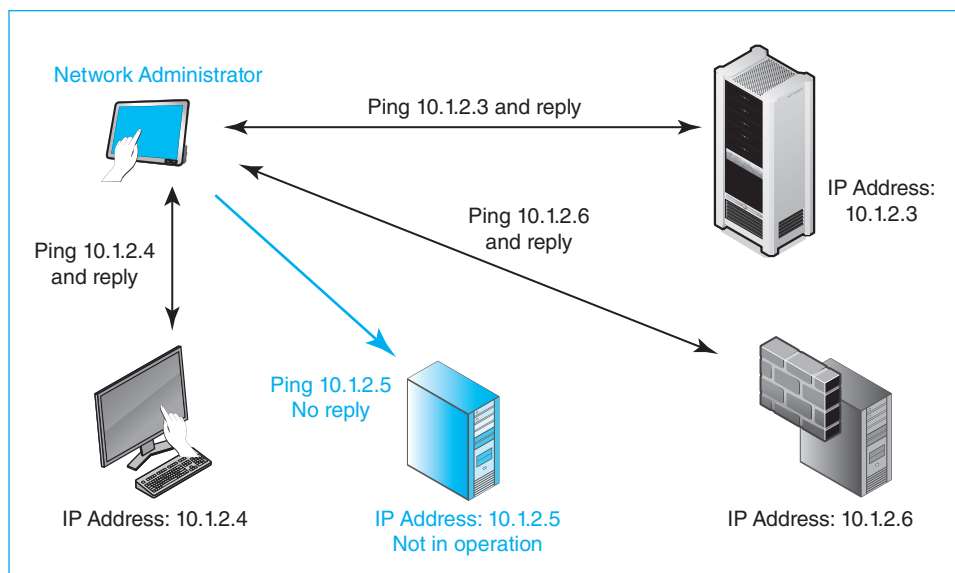 Network Administrator
Ping 10.1.2.3 and reply
IP Address:
10.1.2.3
Ping 10.1.2.6
and reply
Ping 10.1.2.4
and reply
Ping 10.1.2.5
No reply
IP Address: 10.1.2.4
IP Address: 10.1.2.5
Not in operation
IP Address: 10.1.2.6